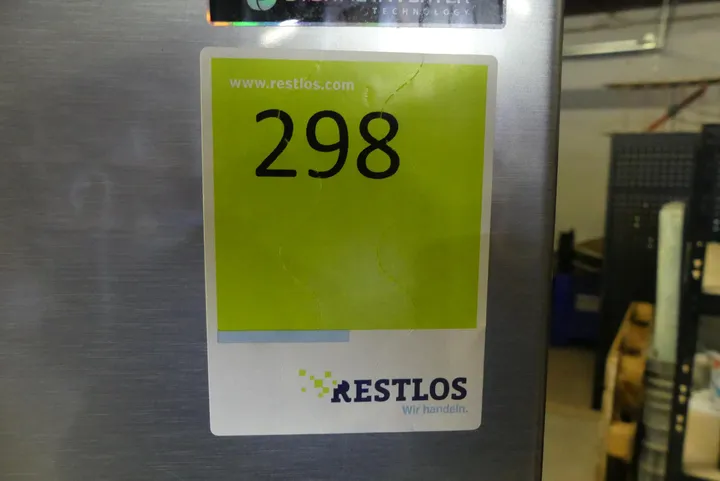 TECHNOLOGY
www.restlos.com
298
RESTLOS
Wir handeln.